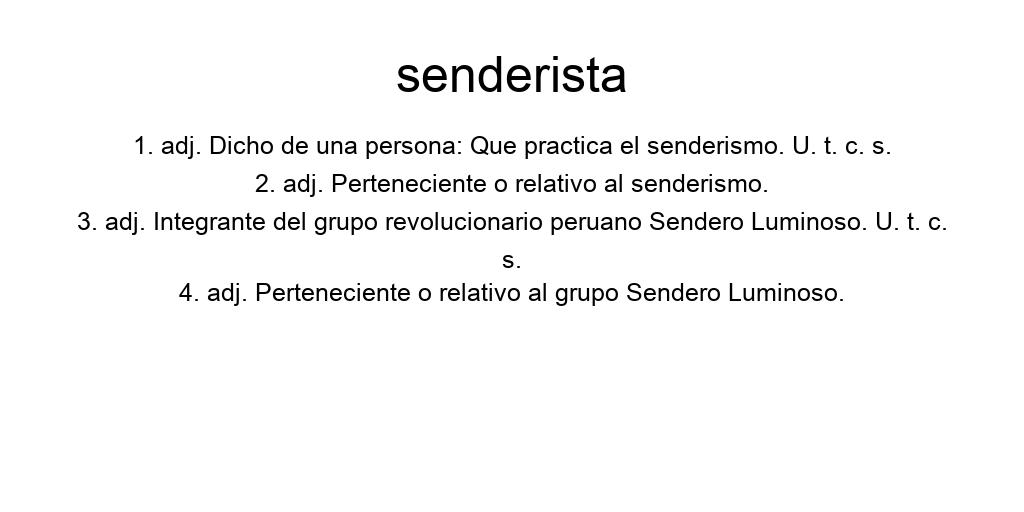 senderista
1. adj. Dicho de una persona: Que practica el senderismo. U. t. c. s.
2. adj. Perteneciente o relativo al senderismo.
3. adj. Integrante del grupo revolucionario peruano Sendero Luminoso. U. t. c.
s.
4. adj. Perteneciente o relativo al grupo Sendero Luminoso.